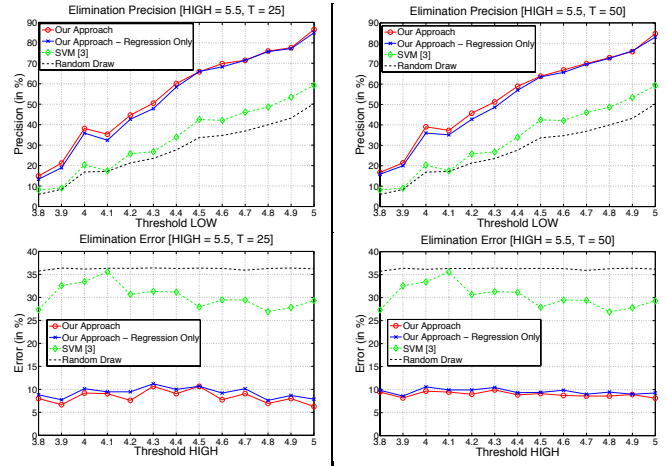 Elimination Precision [HIGH = 5.5, T = 25]
Precision (in %)
90
80
70
60
50
40
30
20
10
0
Our Approach
Our Approach − Regression Only
SVM [3]
Random Draw
3.8 3.9 4 4.1 4.2 4.3 4.4 4.5 4.6 4.7 4.8 4.9 5
Threshold LOW
Elimination Precision [HIGH = 5.5, T = 50]
Precision (in %)
90
80
70
60
50
40
30
20
10
0
Our Approach
Our Approach − Regression Only
SVM [3]
Random Draw
3.8 3.9 4 4.1 4.2 4.3 4.4 4.5 4.6 4.7 4.8 4.9 5
Threshold LOW
Elimination Error [HIGH = 5.5, T = 25]
Error (in %)
40
35
30
25
20
15
10
5
0
Our Approach
Our Approach − Regression Only
SVM [3]
Random Draw
3.8 3.9 4 4.1 4.2 4.3 4.4 4.5 4.6 4.7 4.8 4.9 5
Threshold HIGH
Elimination Error [HIGH = 5.5, T = 50]
Error (in %)
40
35
30
25
20
15
10
5
0
Our Approach
Our Approach − Regression Only
SVM [3]
Random Draw
3.8 3.9 4 4.1 4.2 4.3 4.4 4.5 4.6 4.7 4.8 4.9 5
Threshold HIGH